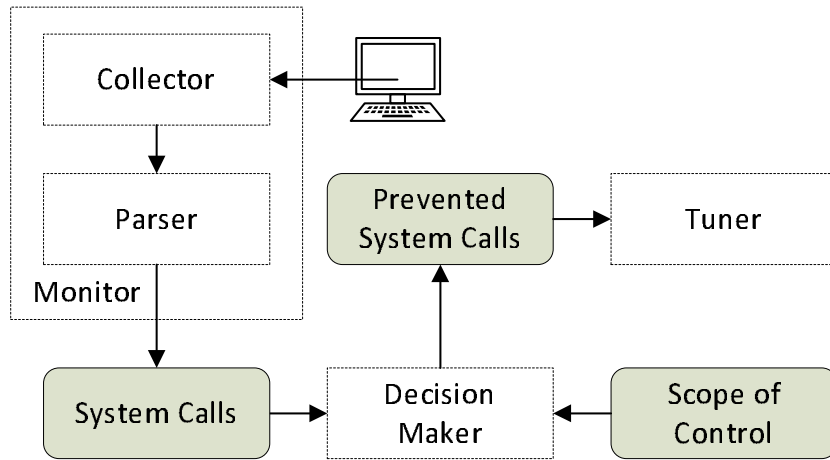 Collector
Parser
Monitor
Prevented
System Calls
Tuner
System Calls
Decision
Maker
Scope of
Control